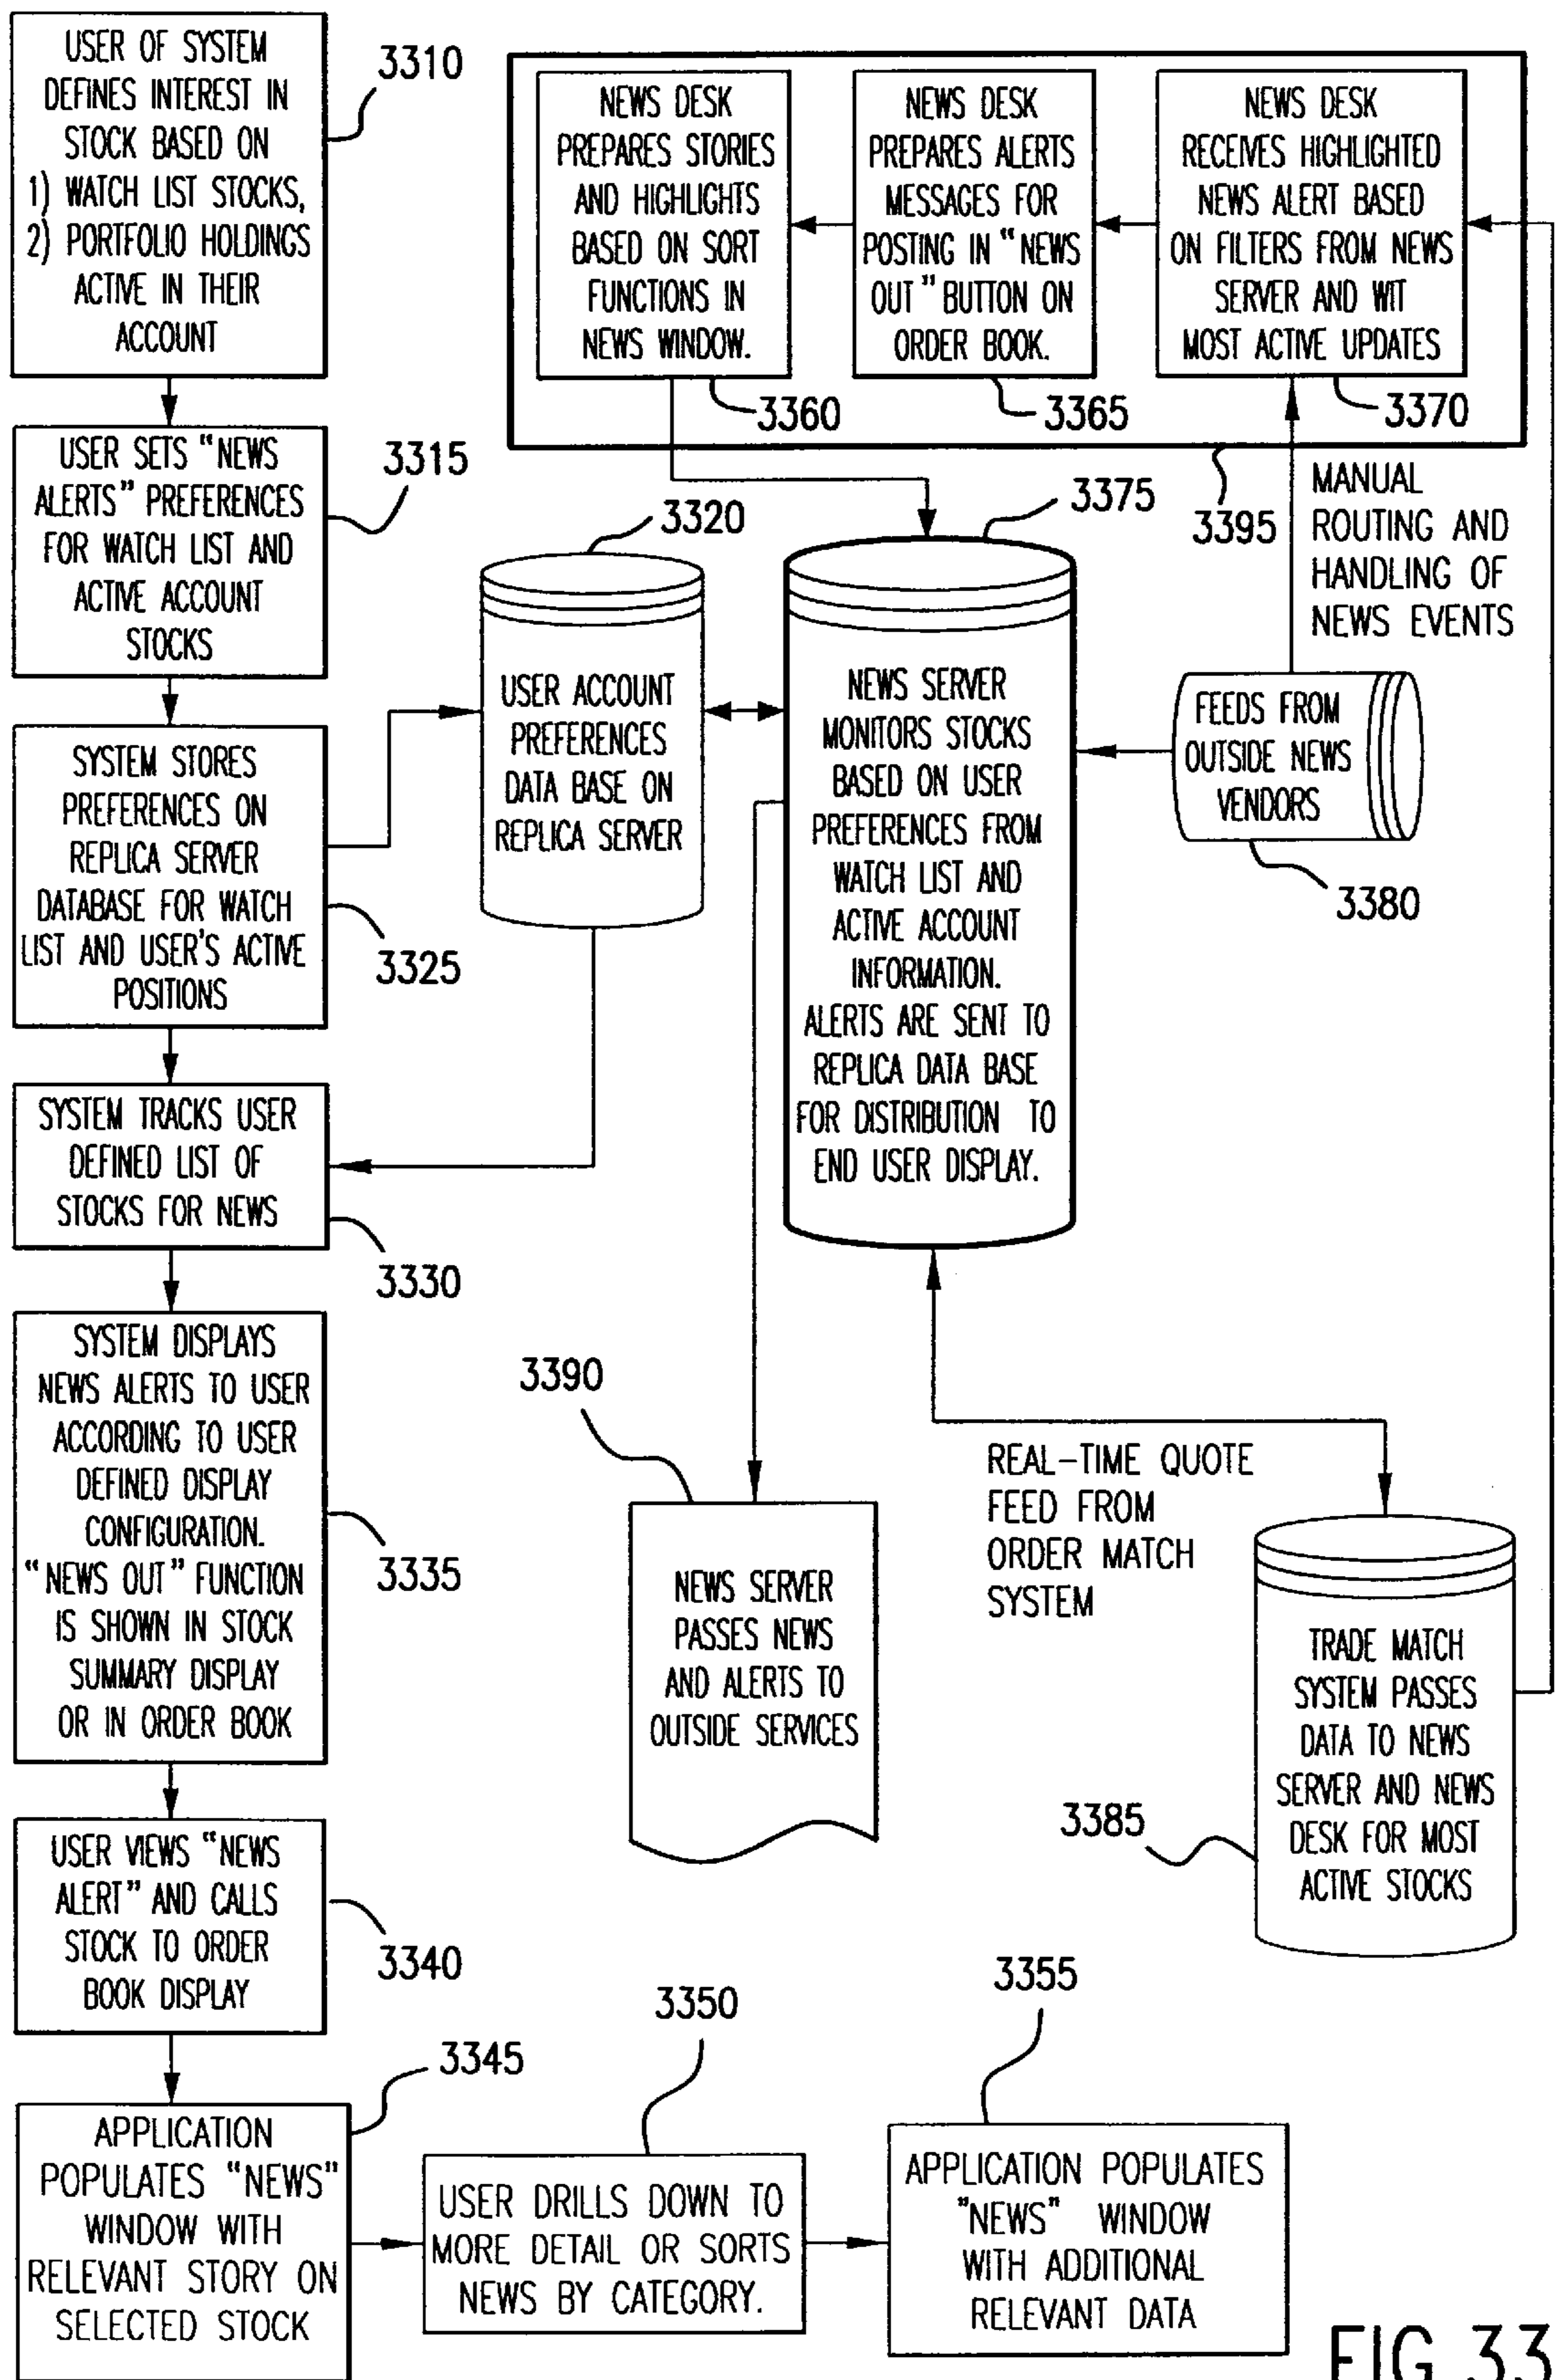 USER OF SYSTEM
DEFINES INTEREST IN
STOCK BASED ON
1) WATCH LIST STOCKS,
2) PORTFOLIO HOLDINGS
ACTIVE IN THEIR
ACCOUNT
3310
USER SETS "NEWS
ALERTS" PREFERENCES
FOR WATCH LIST AND
ACTIVE ACCOUNT
STOCKS
3315
SYSTEM STORES
PREFERENCES ON
REPLICA SERVER
DATABASE FOR WATCH
LIST AND USER'S ACTIVE
POSITIONS
3325
SYSTEM TRACKS USER
DEFINED LIST OF
STOCKS FOR NEWS
3330
SYSTEM DISPLAYS
NEWS ALERTS TO USER
ACCORDING TO USER
DEFINED DISPLAY
CONFIGURATION.
"NEWS OUT" FUNCTION
IS SHOWN IN STOCK
SUMMARY DISPLAY
OR IN ORDER BOOK
3335
USER VIEWS "NEWS
ALERT" AND CALLS
STOCK TO ORDER
BOOK DISPLAY
3340
APPLICATION
POPULATES "NEWS"
WINDOW WITH
RELEVANT STORY ON
SELECTED STOCK
3345
USER DRILLS DOWN TO
MORE DETAIL OR SORTS
NEWS BY CATEGORY.
3350
APPLICATION POPULATES
"NEWS" WINDOW
WITH ADDITIONAL
RELEVANT DATA
3355
NEWS DESK
PREPARES STORIES
AND HIGHLIGHTS
BASED ON SORT
FUNCTIONS IN
NEWS WINDOW.
3360
NEWS DESK
PREPARES ALERTS
MESSAGES FOR
POSTING IN "NEWS
OUT" BUTTON ON
ORDER BOOK.
3365
NEWS DESK
RECEIVES HIGHLIGHTED
NEWS ALERT BASED
ON FILTERS FROM NEWS
SERVER AND WIT
MOST ACTIVE UPDATES
3370
3395
MANUAL
ROUTING AND
HANDLING OF
NEWS EVENTS
3320
USER ACCOUNT
PREFERENCES
DATA BASE ON
REPLICA SERVER
3375
NEWS SERVER
MONITORS STOCKS
BASED ON USER
PREFERENCES FROM
WATCH LIST AND
ACTIVE ACCOUNT
INFORMATION.
ALERTS ARE SENT TO
REPLICA DATA BASE
FOR DISTRIBUTION TO
END USER DISPLAY.
FEEDS FROM
OUTSIDE NEWS
VENDORS
3380
3390
NEWS SERVER
PASSES NEWS
AND ALERTS TO
OUTSIDE SERVICES
REAL-TIME QUOTE
FEED FROM
ORDER MATCH
SYSTEM
TRADE MATCH
SYSTEM PASSES
DATA TO NEWS
SERVER AND NEWS
DESK FOR MOST
ACTIVE STOCKS
3385
FIG. 33